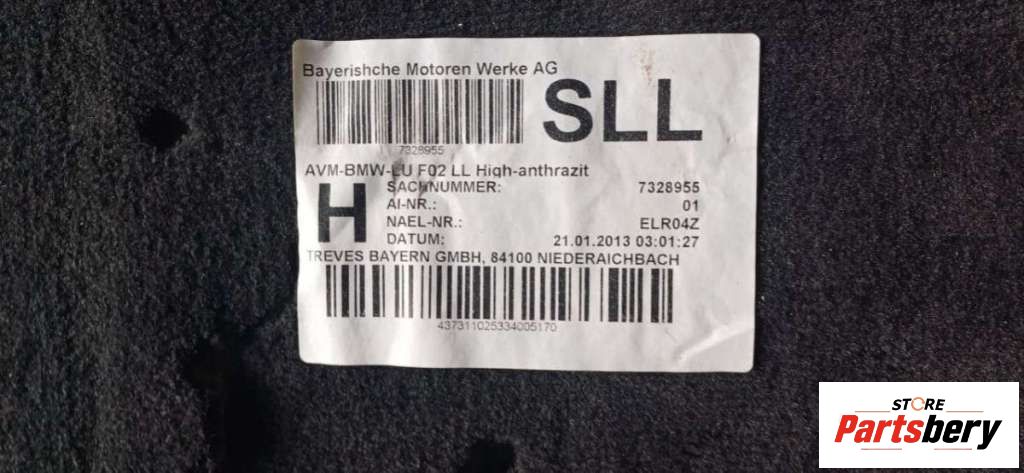 Bayerishche Motoren Werke AG
SLL
7328955
AVM-BMW-LU F02 LL High-anthrazit
H
SACHNUMMER: 7328955
AI-NR.: 01
NAEL-NR.: ELR04Z
DATUM: 21.01.2013 03:01:27
TREVES BAYERN GMBH, 84100 NIEDERAICHBACH
437311025334005170
STORE
Partsbery